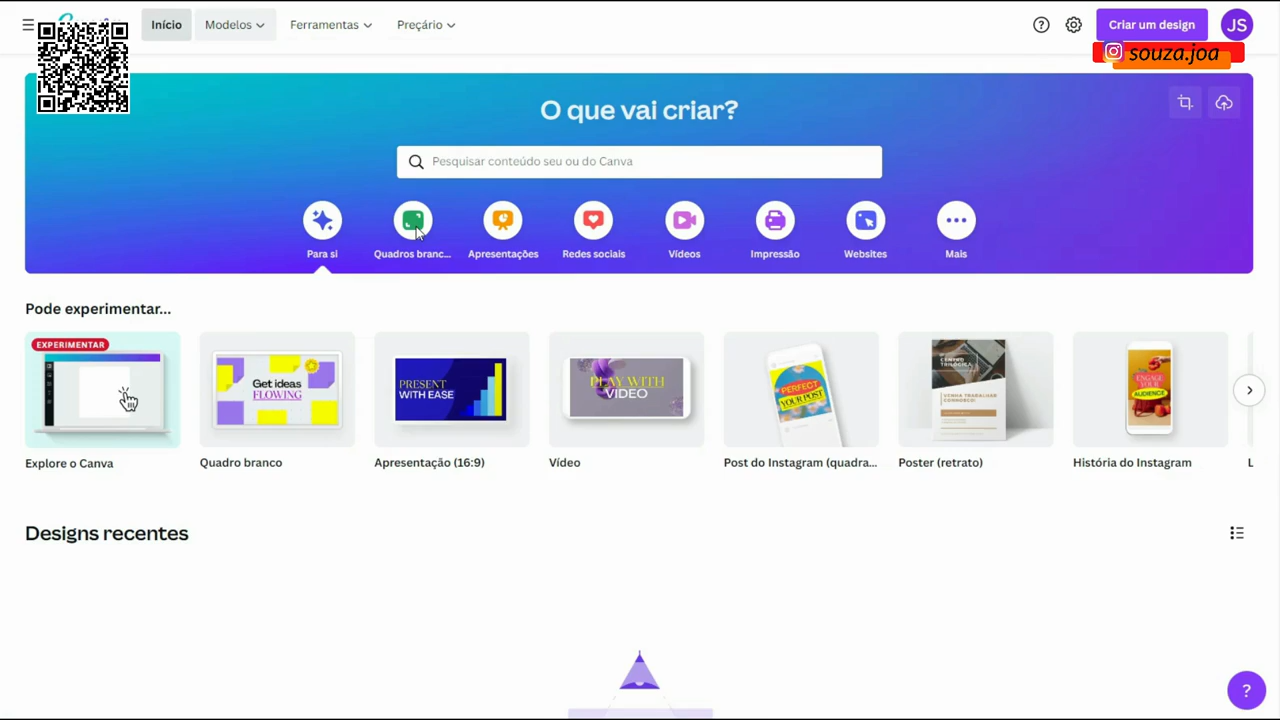 Início
Modelos
Ferramentas
Preçário
Criar um design
JS
souza.joa
O que vai criar?
Pesquisar conteúdo seu ou do Canva
Para si
Quadros branc...
Apresentações
Redes sociais
Vídeos
Impressão
Websites
Mais
Pode experimentar...
EXPERIMENTAR
Get ideas
FLOWING
PRESENT
WITH EASE
PLAY WITH
VIDEO
PERFECT
YOUR POST
VENHA TRABALHAR
CONNOSCO!
ENGAGE
YOUR
AUDIENCE
Explore o Canva
Quadro branco
Apresentação (16:9)
Vídeo
Post do Instagram (quadra...
Poster (retrato)
História do Instagram
L
Designs recentes
?